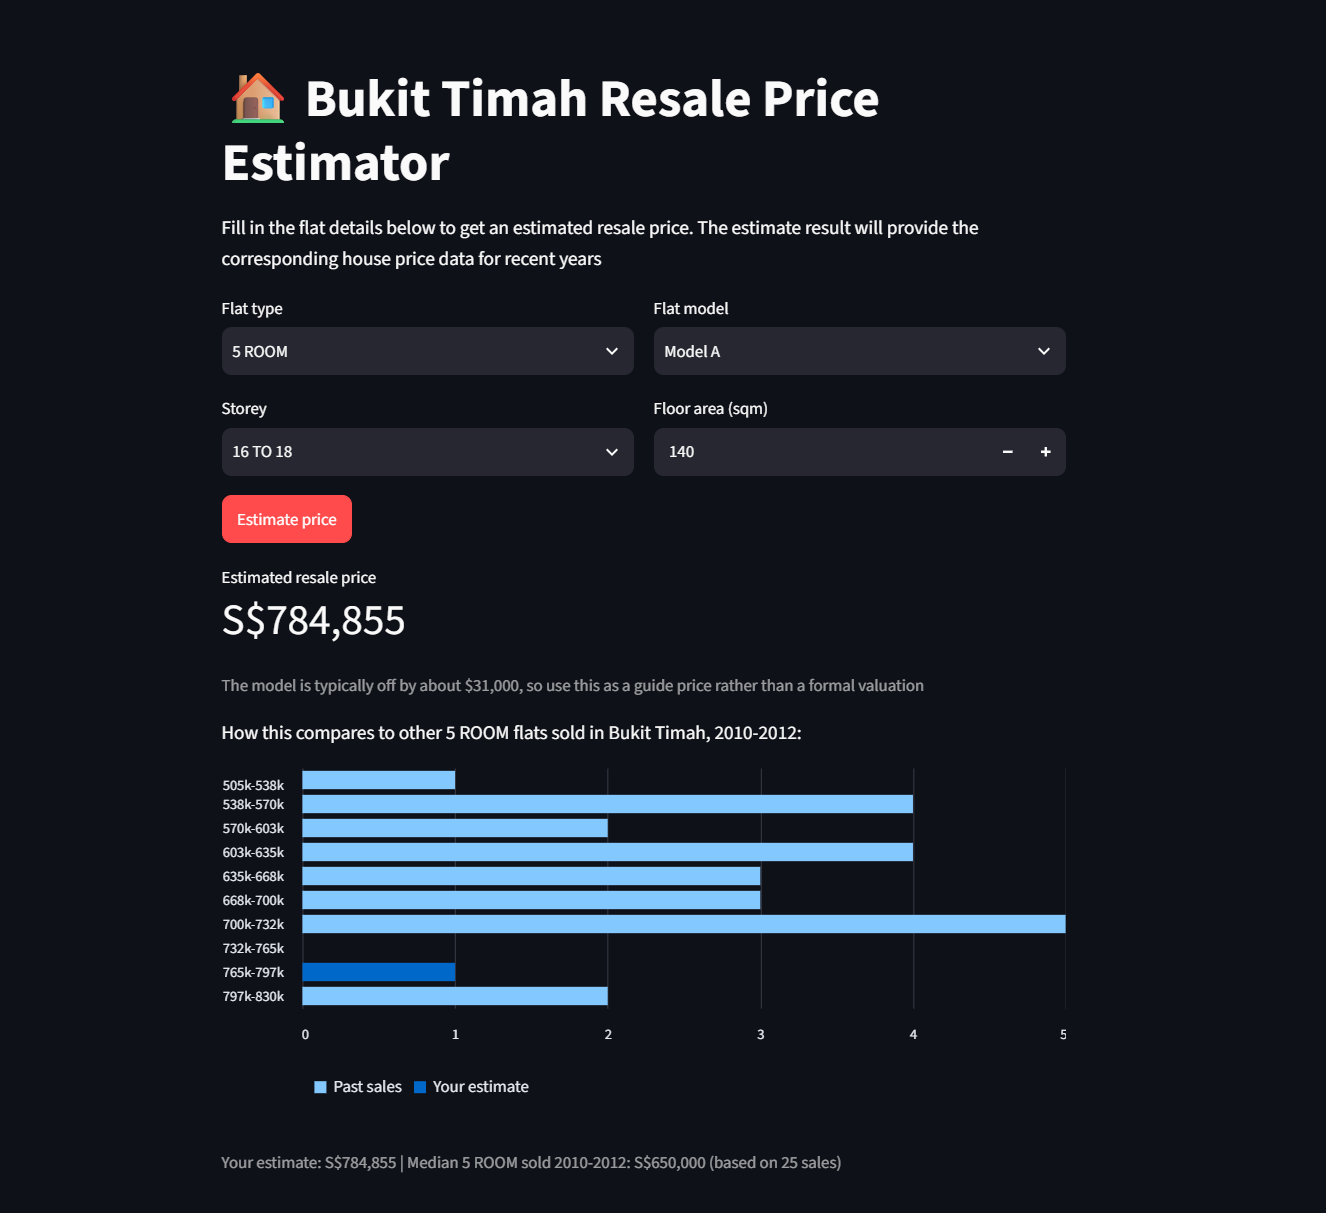 Bukit Timah Resale Price
Estimator
Fill in the flat details below to get an estimated resale price. The estimate result will provide the
corresponding house price data for recent years
Flat type
Flat model
5 ROOM
Model A
Storey
Floor area (sqm)
16 TO 18
140
Estimate price
Estimated resale price
S$784,855
The model is typically off by about $31,000, so use this as a guide price rather than a formal valuation
How this compares to other 5 ROOM flats sold in Bukit Timah, 2010-2012:
505k-538k
538k-570k
570k-603k
603k-635k
635k-668k
668k-700k
700k-732k
732k-765k
765k-797k
797k-830k
0 1 2 3 4 5
Past sales Your estimate
Your estimate: S$784,855 | Median 5 ROOM sold 2010-2012: S$650,000 (based on 25 sales)